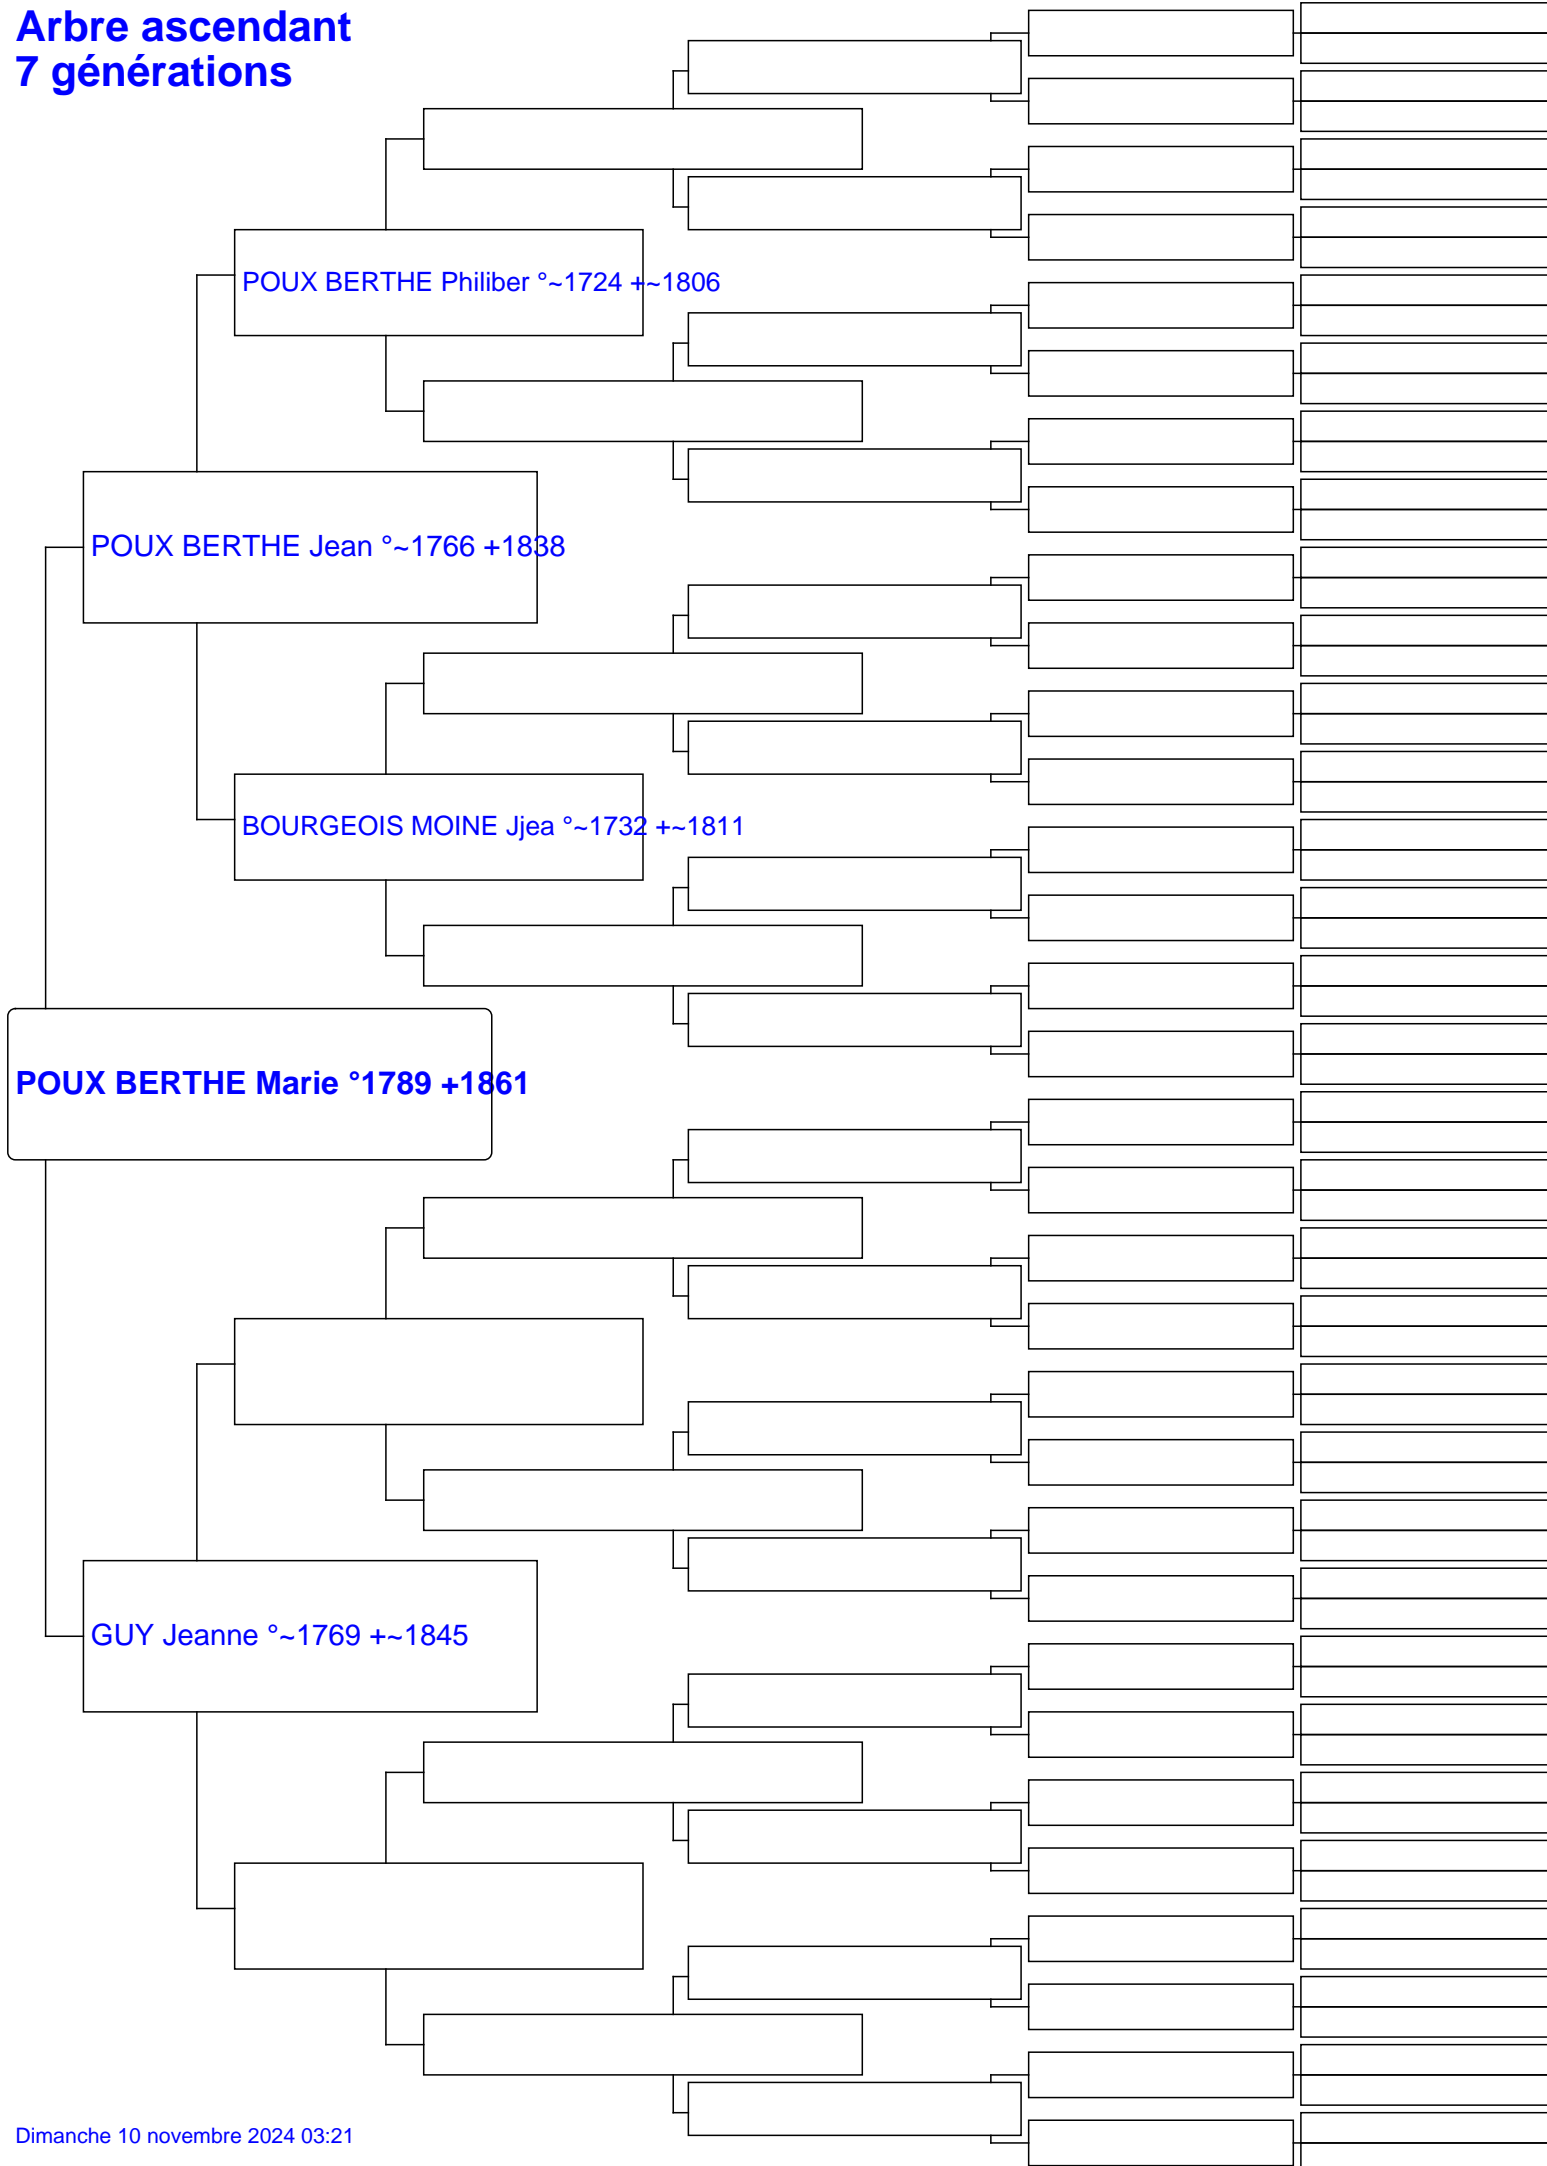 Arbre ascendant
7 générations
POUX BERTHE Philiber °~1724 +~1806
POUX BERTHE Jean °~1766 +1838
BOURGEOIS MOINE Jjea °~1732 +~1811
POUX BERTHE Marie °1789 +1861
GUY Jeanne °~1769 +~1845
Dimanche 10 novembre 2024 03:21